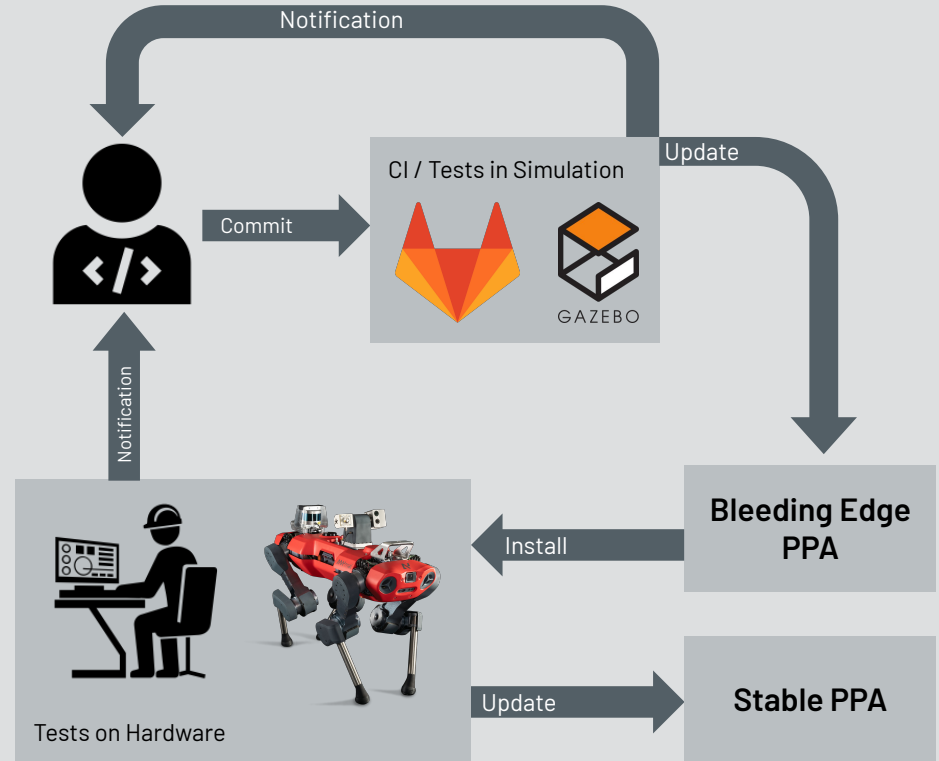 Notification
Update
CI / Tests in Simulation
Commit
</>
GAZEBO
Notification
Bleeding Edge
PPA
Install
Stable PPA
Update
Tests on Hardware